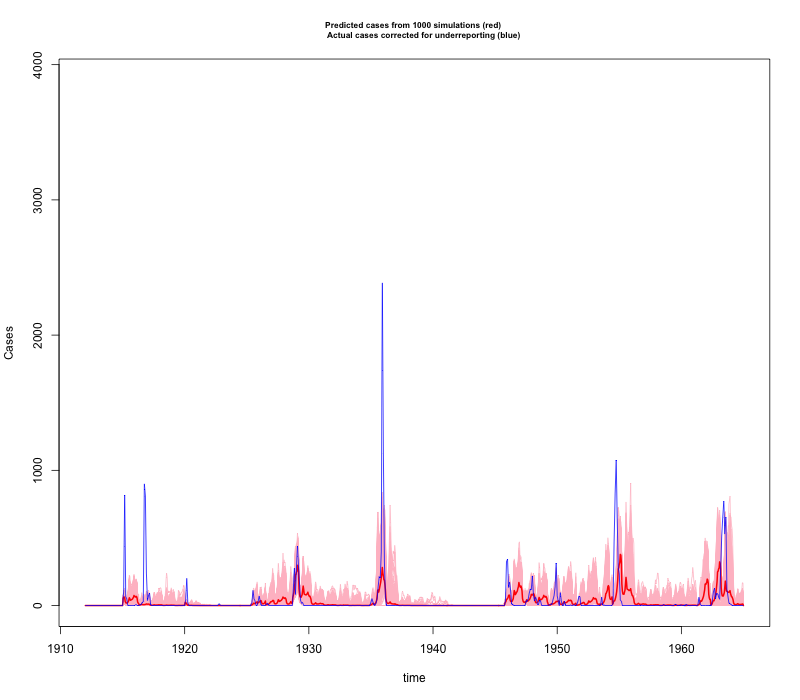 Predicted cases from 1000 simulations (red)
Actual cases corrected for underreporting (blue)
4000
3000
2000
1000
0
Cases
1910
1920
1930
1940
1950
1960
time